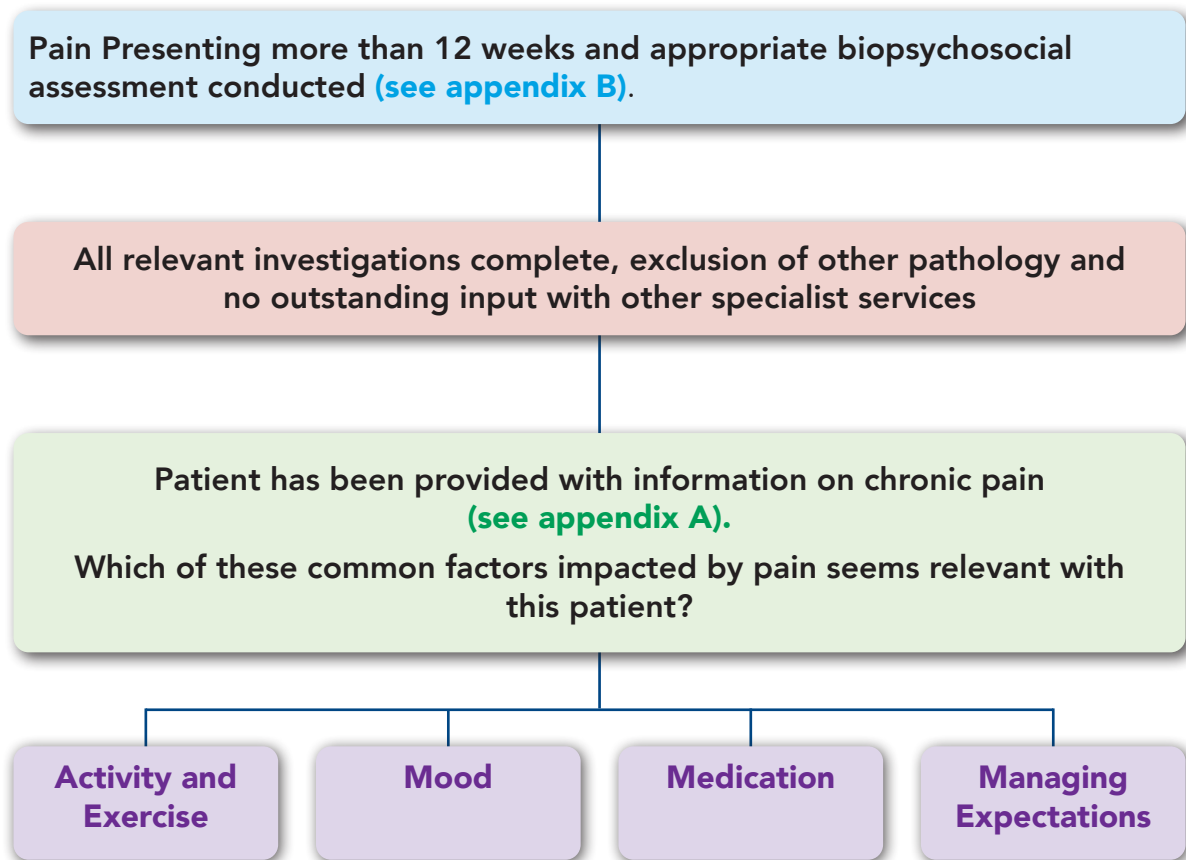 Pain Presenting more than 12 weeks and appropriate biopsychosocial
assessment conducted (see appendix B).
All relevant investigations complete, exclusion of other pathology and
no outstanding input with other specialist services
Patient has been provided with information on chronic pain
(see appendix A).
Which of these common factors impacted by pain seems relevant with
this patient?
Activity and
Exercise
Mood
Medication
Managing
Expectations